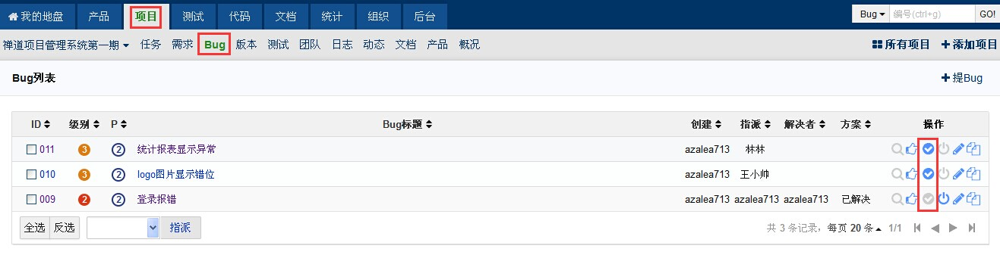 我的地盘 产品 项目 测试 代码 文档 统计 组织 后台 Bug 编号(ctrl+g) GO!
禅道项目管理系统第一期 任务 需求 Bug 版本 测试 团队 日志 动态 文档 产品 概况 所有项目 添加项目
Bug列表 提Bug
ID 级别 P Bug标题 创建 指派 解决者 方案 操作
011 3 2 统计报表显示异常 azalea713 林林
010 3 2 logo图片显示错位 azalea713 王小帅
009 2 2 登录报错 azalea713 azalea713 azalea713 已解决
全选 反选 指派 共 3 条记录，每页 20 条 1/1